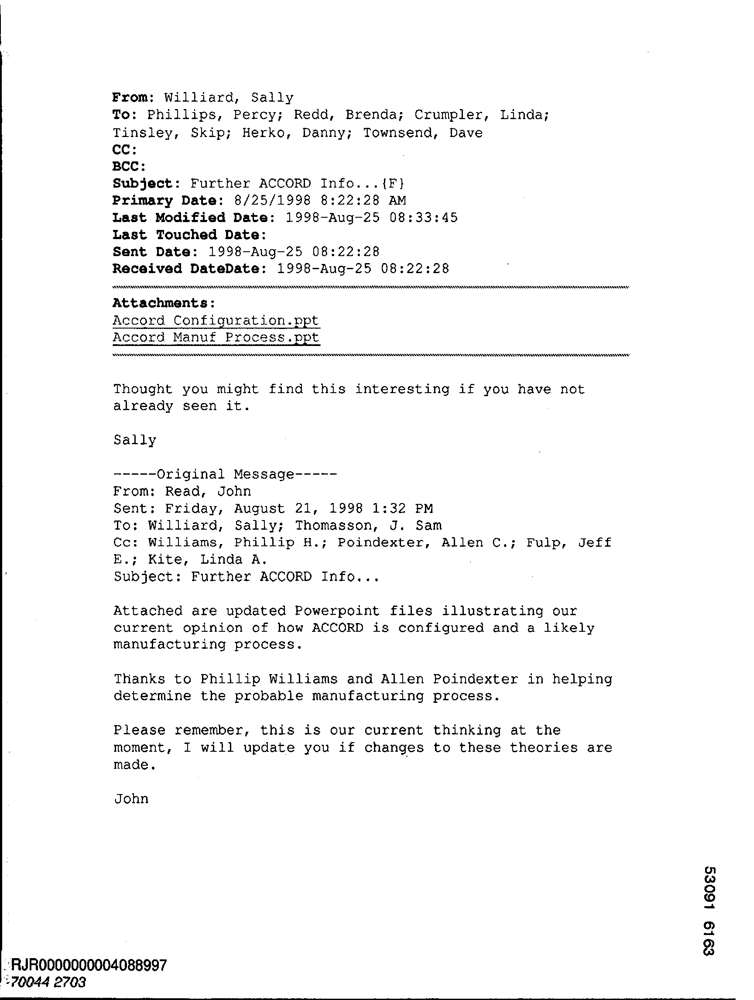 From: Williard, Sally
To: Phillips, Percy; Redd, Brenda; Crumpler, Linda;
Tinsley, Skip; Herko, Danny; Townsend, Dave
CC:
BCC:
Subject: Further ACCORD Info...{F}
Primary Date: 8/25/1998 8:22:28 AM
Last Modified Date: 1998-Aug-25 08:33:45
Last Touched Date:
Sent Date: 1998-Aug-25 08:22:28
Received DateDate: 1998-Aug-25 08:22:28
Attachments:
Accord Configuration.ppt
Accord Manuf Process.ppt
Thought you might find this interesting if you have not
already seen it.
Sally
-----Original Message-----
From: Read, John
Sent: Friday, August 21, 1998 1:32 PM
To: Williard, Sally; Thomasson, J. Sam
Cc: Williams, Phillip H.; Poindexter, Allen C.; Fulp, Jeff
E.; Kite, Linda A.
Subject: Further ACCORD Info...
Attached are updated Powerpoint files illustrating our
current opinion of how ACCORD is configured and a likely
manufacturing process.
Thanks to Phillip Williams and Allen Poindexter in helping
determine the probable manufacturing process.
Please remember, this is our current thinking at the
moment, I will update you if changes to these theories are
made.
John
53091 6163
RJR0000000004088997
70044 2703